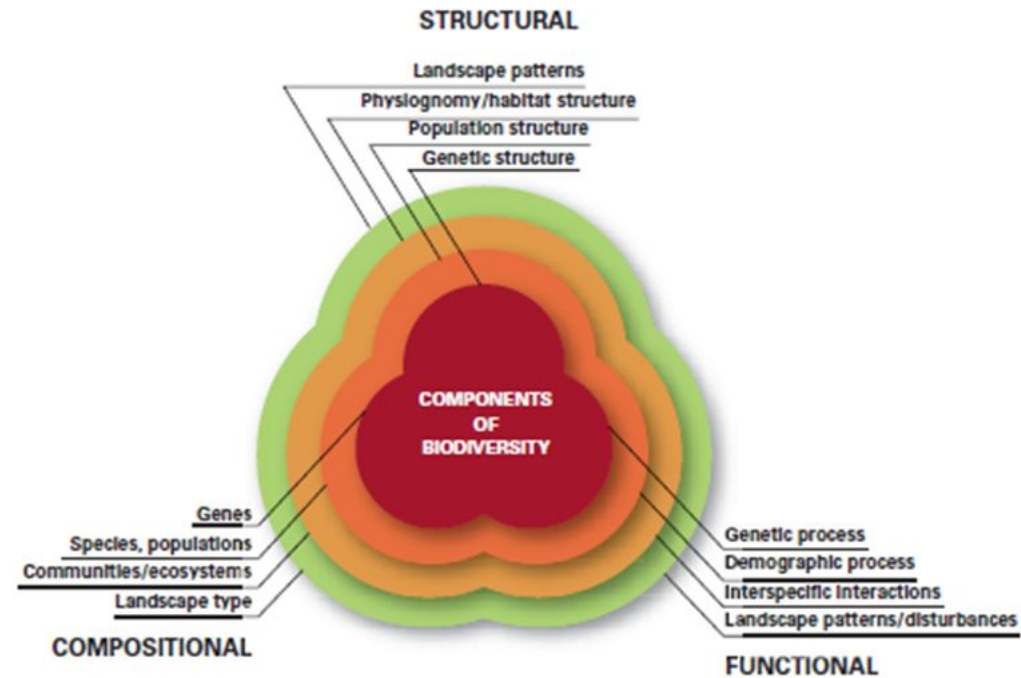 STRUCTURAL
Landscape patterns
Physiognomy/habitat structure
Population structure
Genetic structure
COMPONENTS
OF
BIODIVERSITY
Genes
Species, populations
Communities/ecosystems
Landscape type
COMPOSITIONAL
Genetic process
Demographic process
Interspecific interactions
Landscape patterns/disturbances
FUNCTIONAL